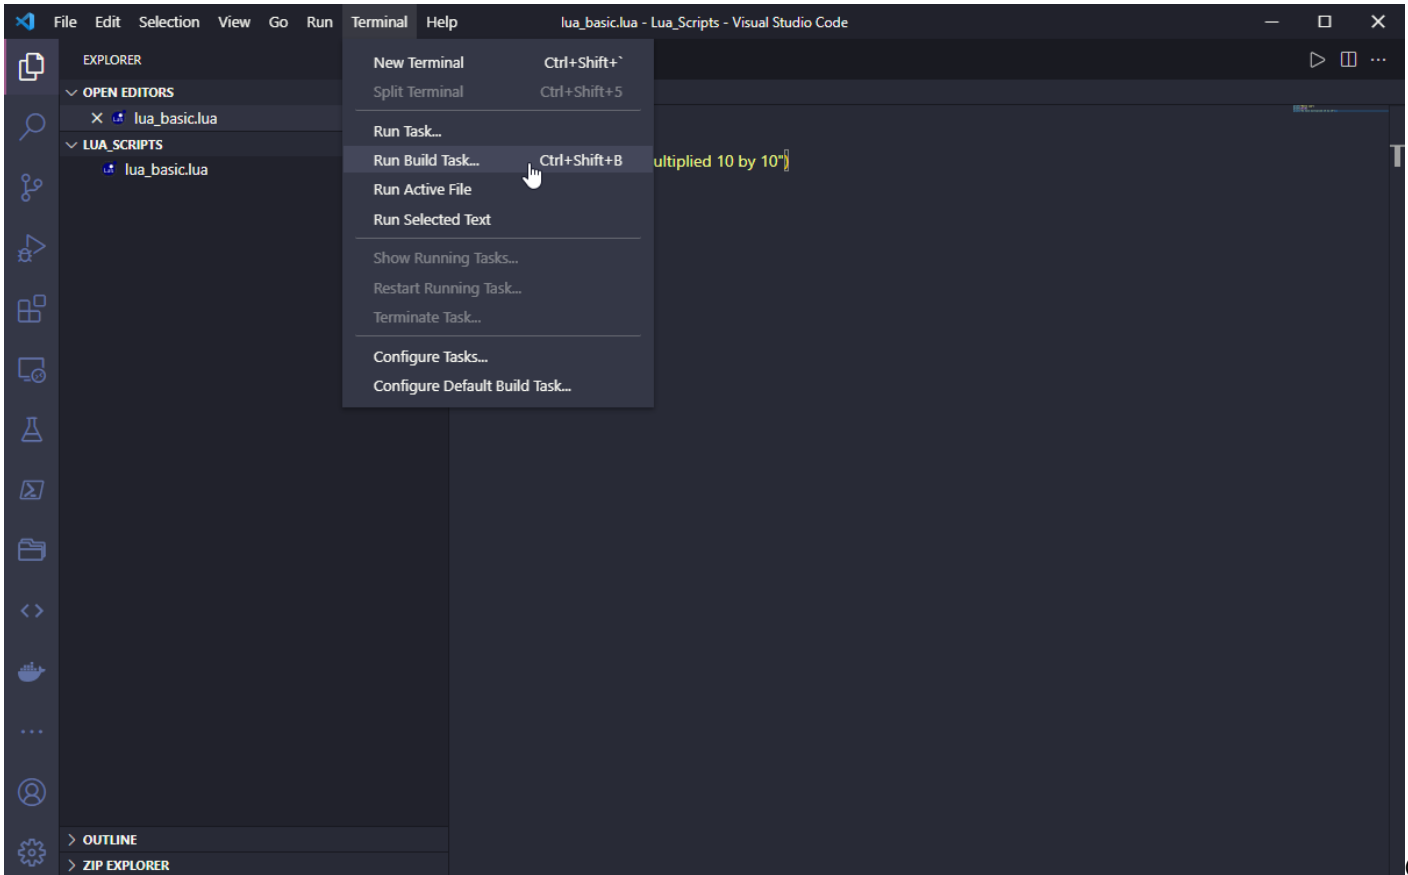 File Edit Selection View Go Run Terminal Help lua_basic.lua - Lua_Scripts - Visual Studio Code
EXPLORER
OPEN EDITORS
lua_basic.lua
LUA_SCRIPTS
lua_basic.lua
New Terminal Ctrl+Shift+`
Split Terminal Ctrl+Shift+5
Run Task...
Run Build Task... Ctrl+Shift+B
Run Active File
Run Selected Text
Show Running Tasks...
Restart Running Task...
Terminate Task...
Configure Tasks...
Configure Default Build Task...
ultiplied 10 by 10")
OUTLINE
ZIP EXPLORER